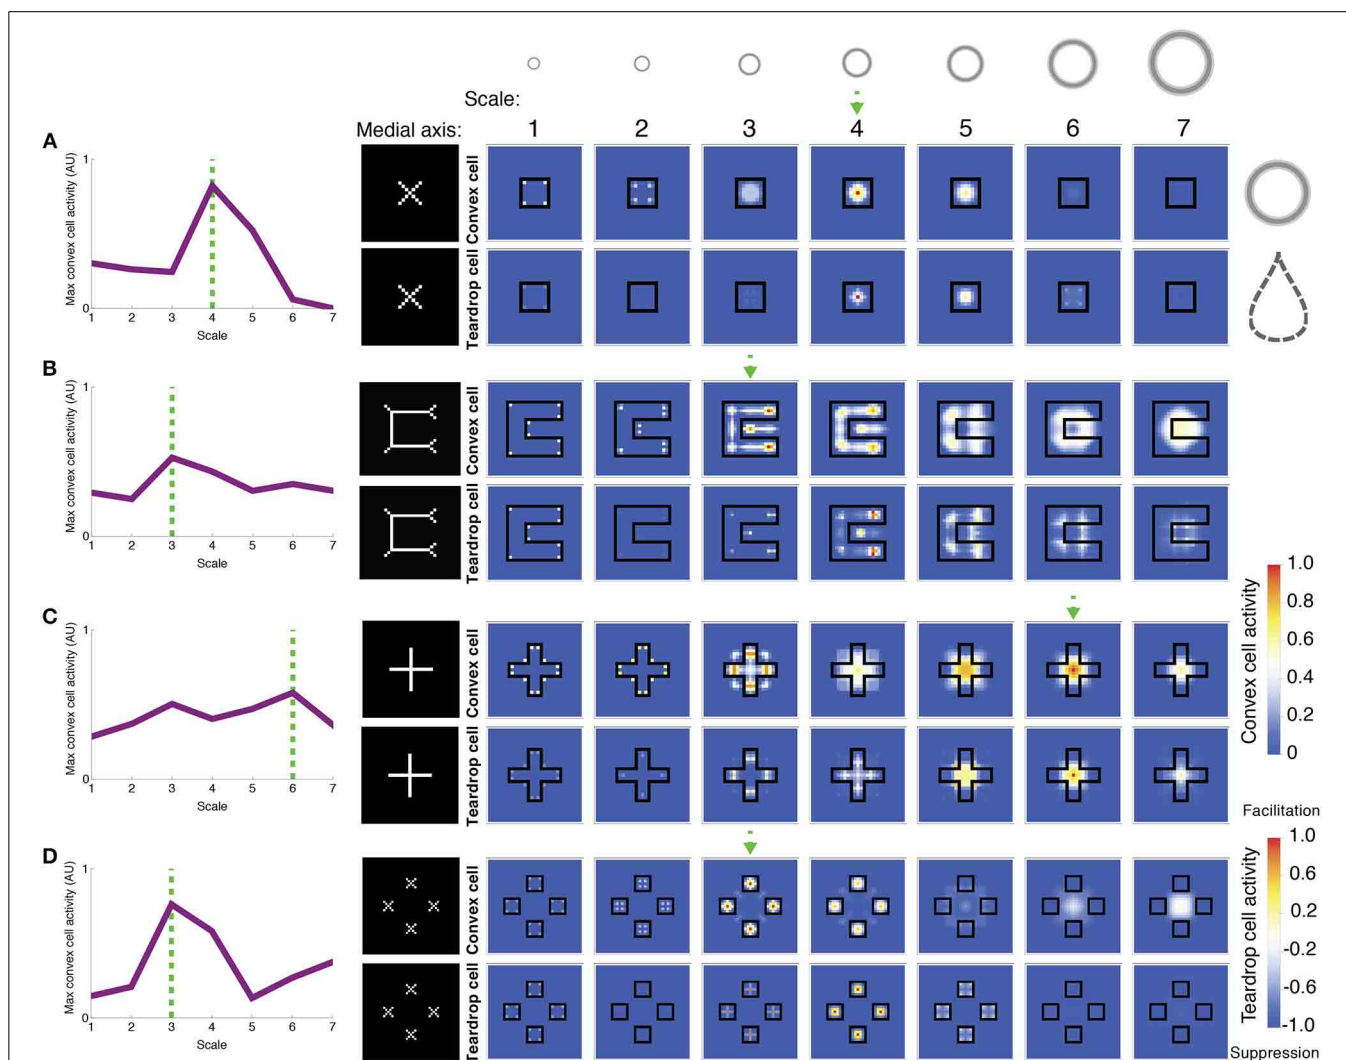 Scale:
Medial axis: 1 2 3 4 5 6 7
A
Max convex cell activity (AU)
1
0
1 2 3 4 5 6 7
Scale
Convex cell
Teardrop cell
B
Max convex cell activity (AU)
1
0
1 2 3 4 5 6 7
Scale
Convex cell
Teardrop cell
C
Max convex cell activity (AU)
1
0
1 2 3 4 5 6 7
Scale
Convex cell
Teardrop cell
Convex cell activity
1.0
0.8
0.6
0.4
0.2
0
D
Max convex cell activity (AU)
1
0
1 2 3 4 5 6 7
Scale
Convex cell
Teardrop cell
Facilitation
Teardrop cell activity
1.0
0.6
0.2
-0.2
-0.6
-1.0
Suppression